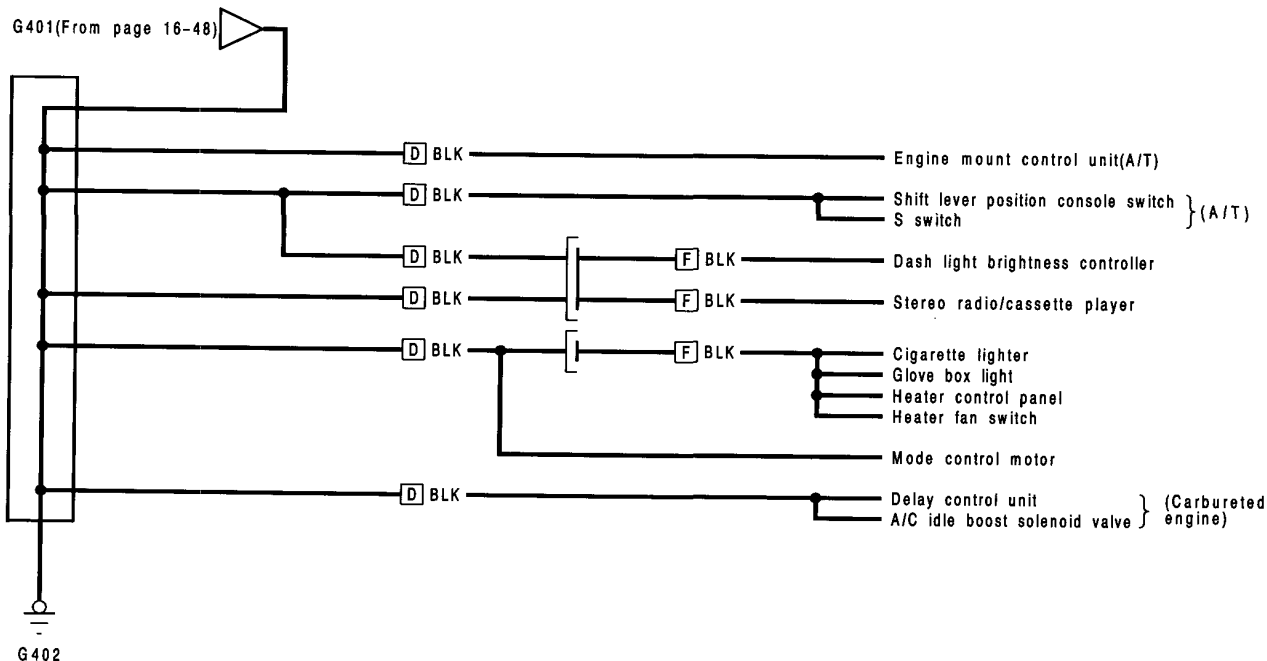 G401(From page 16-48)
D BLK Engine mount control unit(A/T)
D BLK Shift lever position console switch
S switch
(A/T)
D BLK F BLK Dash light brightness controller
D BLK F BLK Stereo radio/cassette player
D BLK F BLK Cigarette lighter
Glove box light
Heater control panel
Heater fan switch
Mode control motor
D BLK Delay control unit
A/C idle boost solenoid valve
(Carbureted
engine)
G402